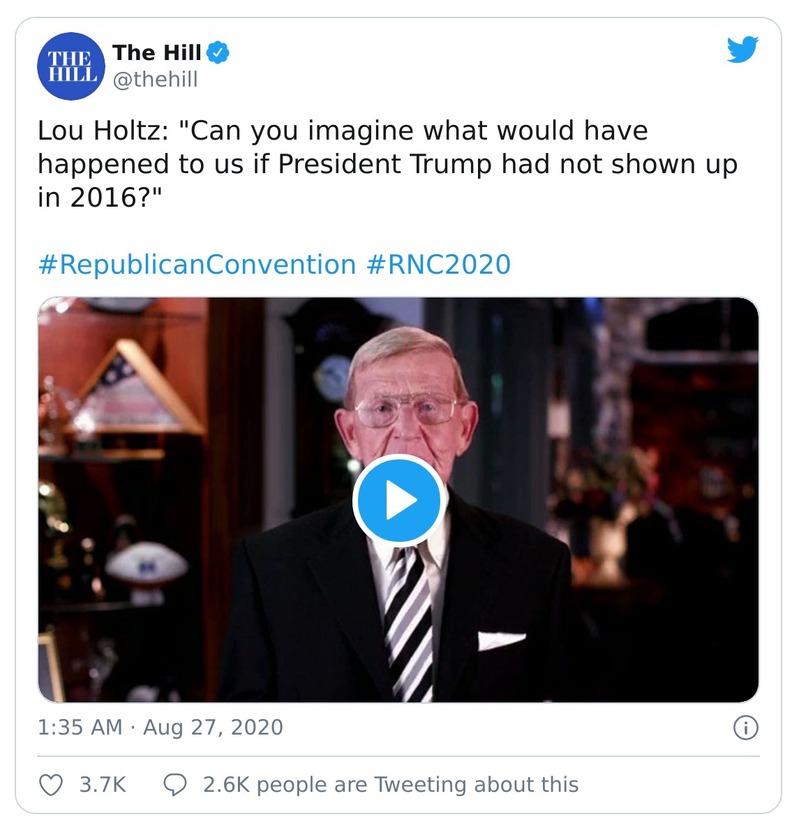 THE
HILL
The Hill
@thehill
Lou Holtz: "Can you imagine what would have
happened to us if President Trump had not shown up
in 2016?"
#RepublicanConvention #RNC2020
1:35 AM · Aug 27, 2020
3.7K
2.6K people are Tweeting about this